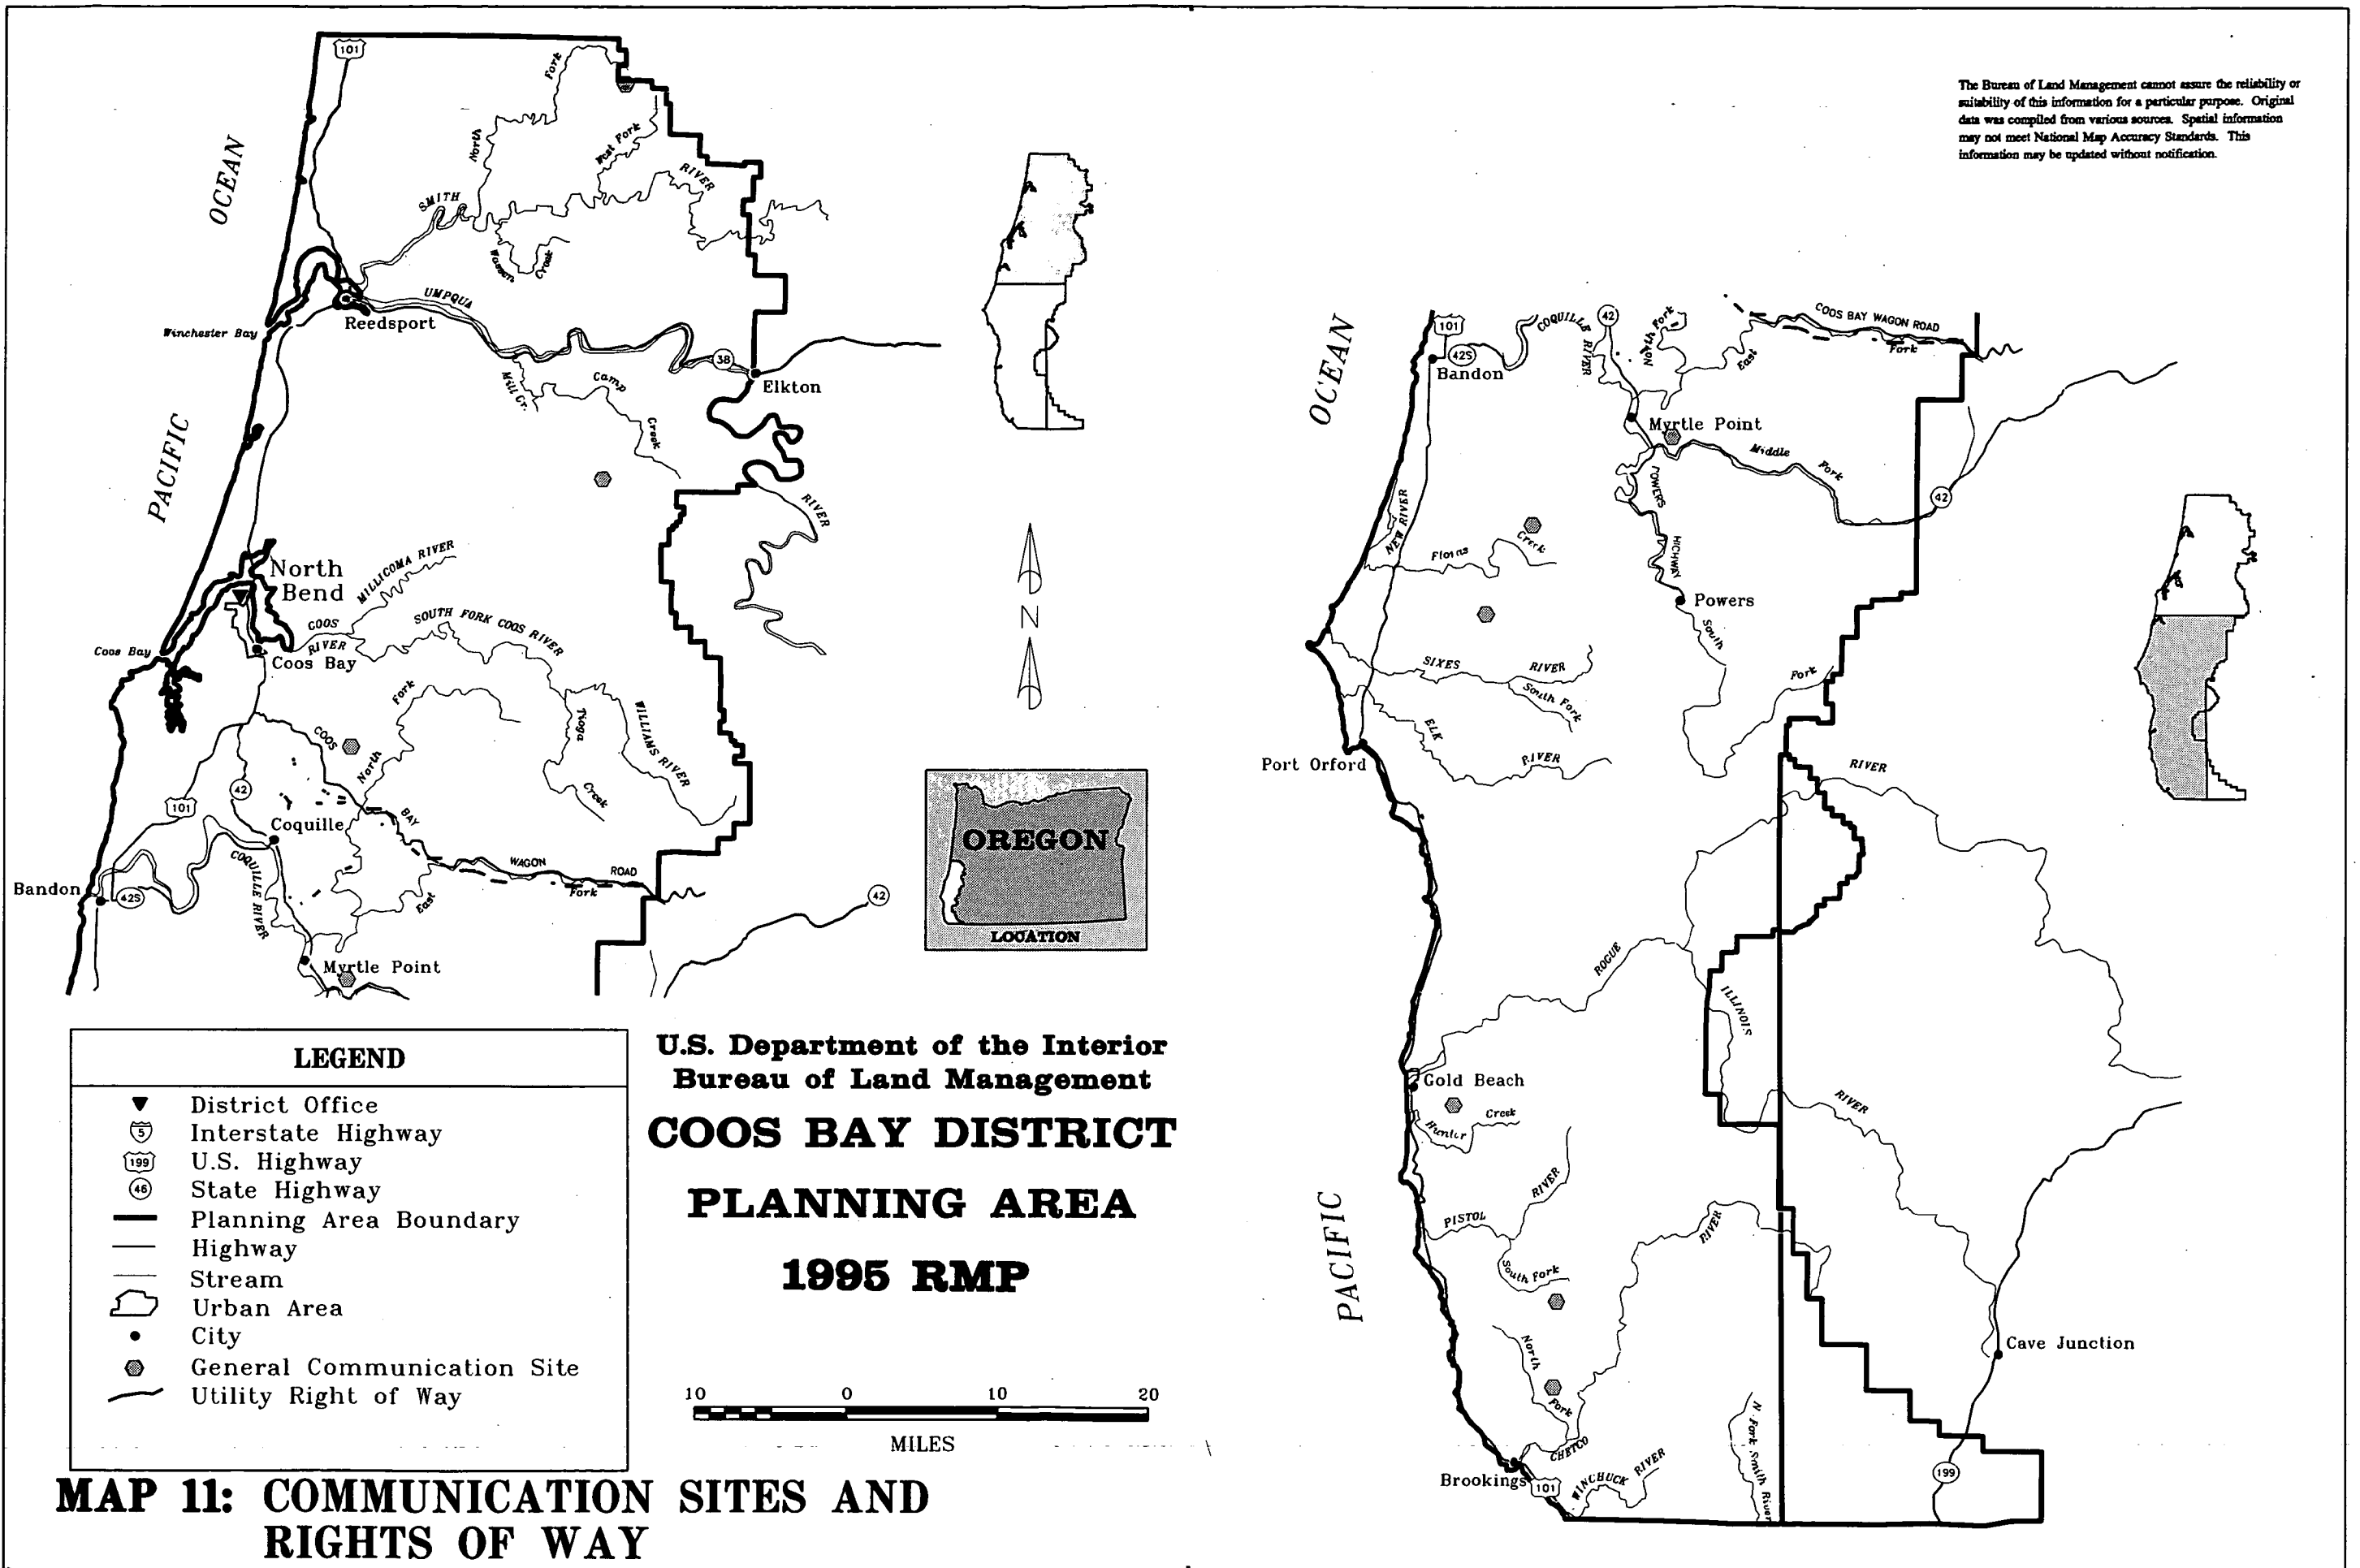 The Bureau of Land Management cannot assure the reliability or
suitability of this information for a particular purpose. Original
data was compiled from various sources. Spatial information
may not meet National Map Accuracy Standards. This
information may be updated without notification.
101
OCEAN
PACIFIC
North
Fork
West Fork
SMITH
RIVER
Wassen
Creek
Winchester Bay
Reedsport
UMPQUA
38
Elkton
Mill Cr.
Camp
Creek
RIVER
North
Bend
MILLICOMA RIVER
COOS
RIVER
SOUTH FORK COOS RIVER
Coos Bay
Coos Bay
Fork
North
Tioga
Creek
WILLIAMS RIVER
COOS
BAY
WAGON
ROAD
42
101
Coquille
COQUILLE RIVER
Bandon
42S
East
Fork
42
Myrtle Point
N
OREGON
LOCATION
OCEAN
PACIFIC
101
42S
Bandon
COQUILLE
RIVER
42
North Fork
East
Fork
COOS BAY WAGON ROAD
Myrtle Point
Middle
Fork
42
POWERS
HIGHWAY
Powers
South
Fork
NEW RIVER
Floras
Creek
SIXES
RIVER
South Fork
ELK
RIVER
Port Orford
RIVER
ROGUE
ILLINOIS
RIVER
Gold Beach
Hunter
Creek
PISTOL
RIVER
South Fork
RIVER
North
Fork
CHETCO
Brookings
101
WINCHUCK
RIVER
N. Fork Smith River
Cave Junction
199
LEGEND
District Office
5
Interstate Highway
199
U.S. Highway
46
State Highway
Planning Area Boundary
Highway
Stream
Urban Area
City
General Communication Site
Utility Right of Way
U.S. Department of the Interior
Bureau of Land Management
COOS BAY DISTRICT
PLANNING AREA
1995 RMP
10 0 10 20
MILES
MAP 11: COMMUNICATION SITES AND
RIGHTS OF WAY